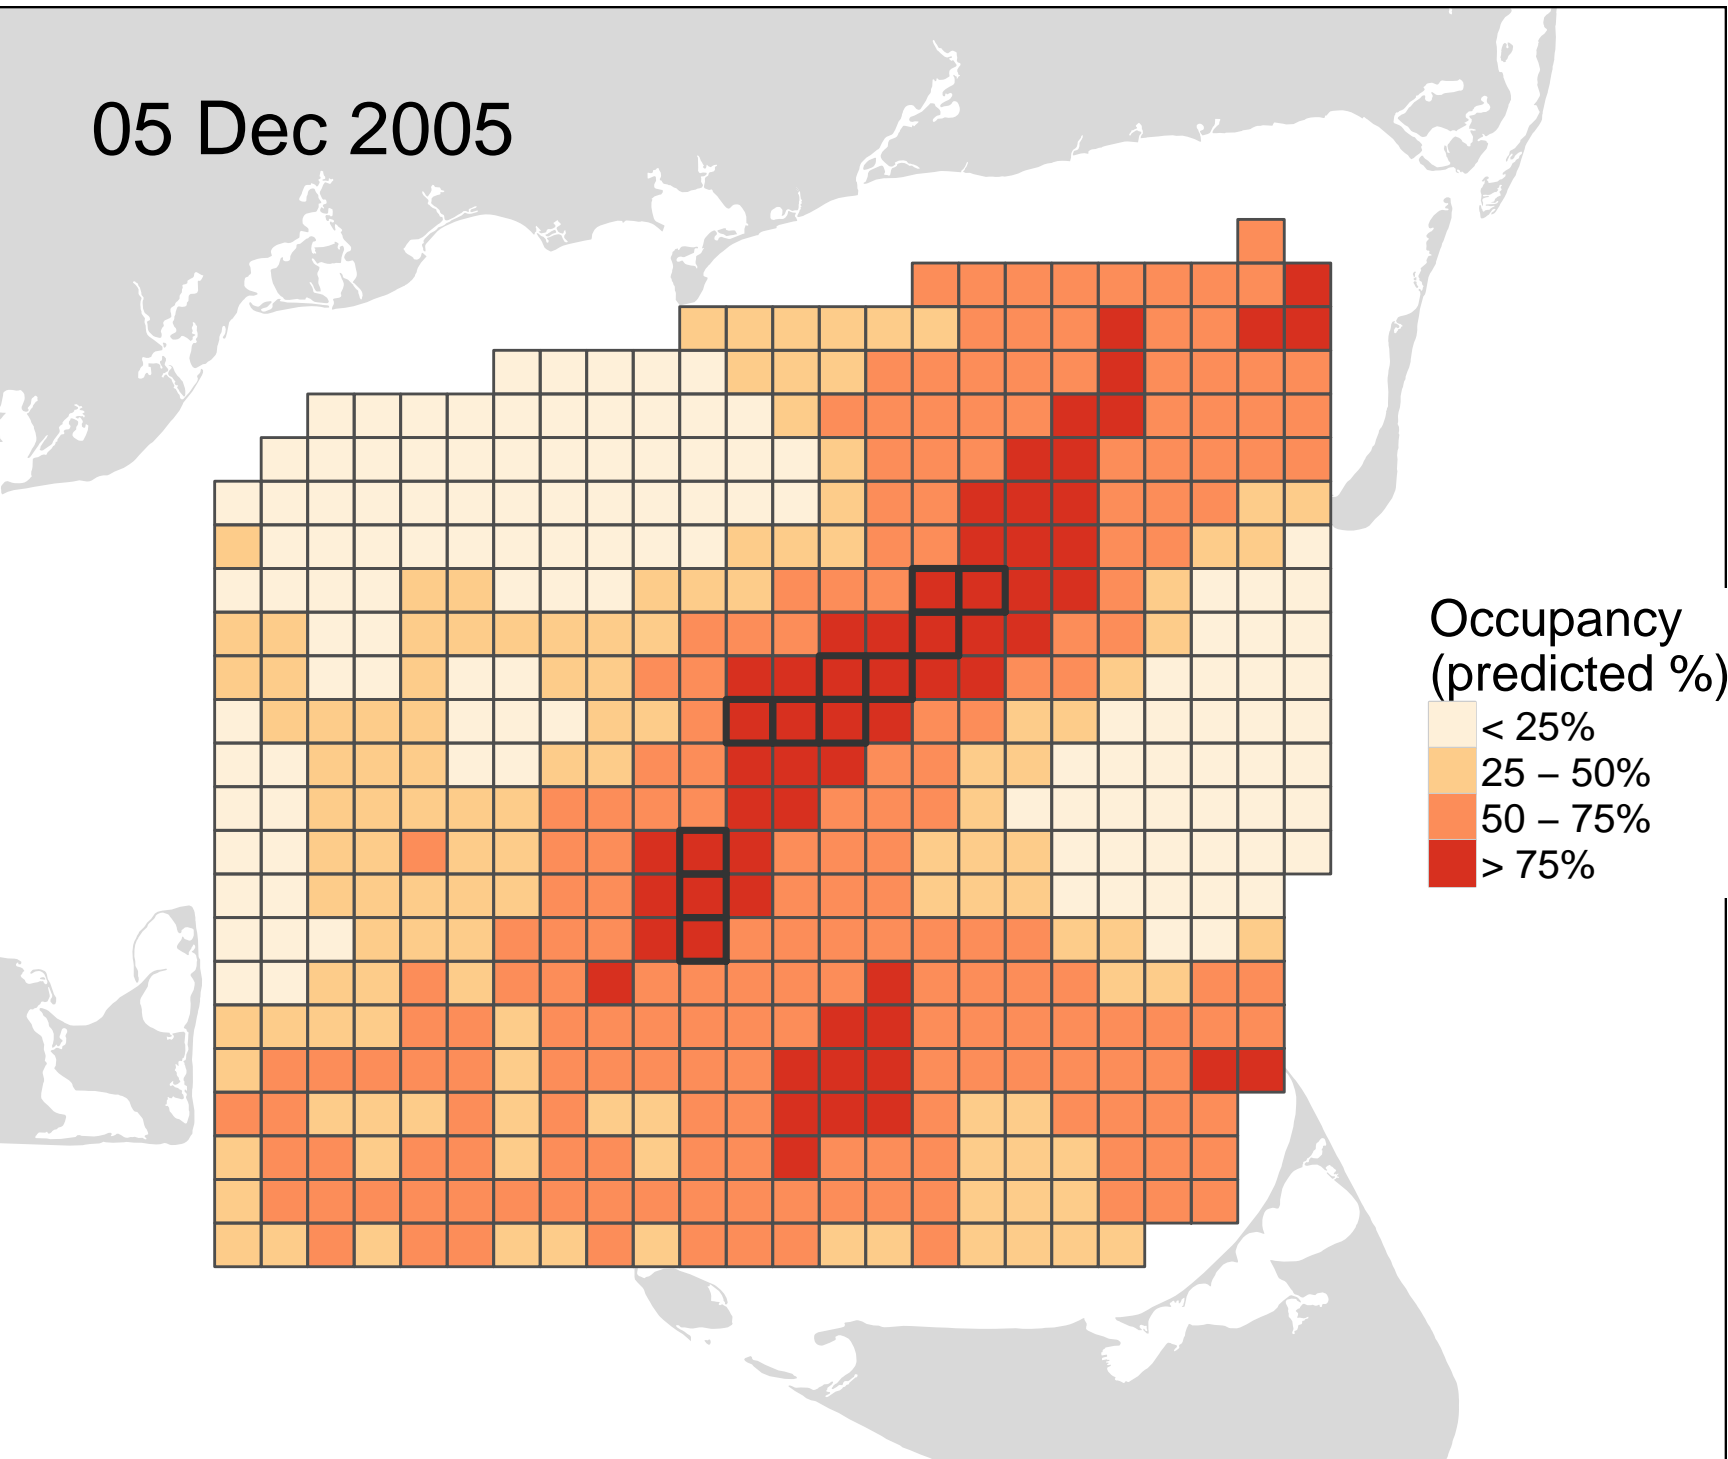 05 Dec 2005
Occupancy
(predicted %)
< 25%
25 – 50%
50 – 75%
> 75%